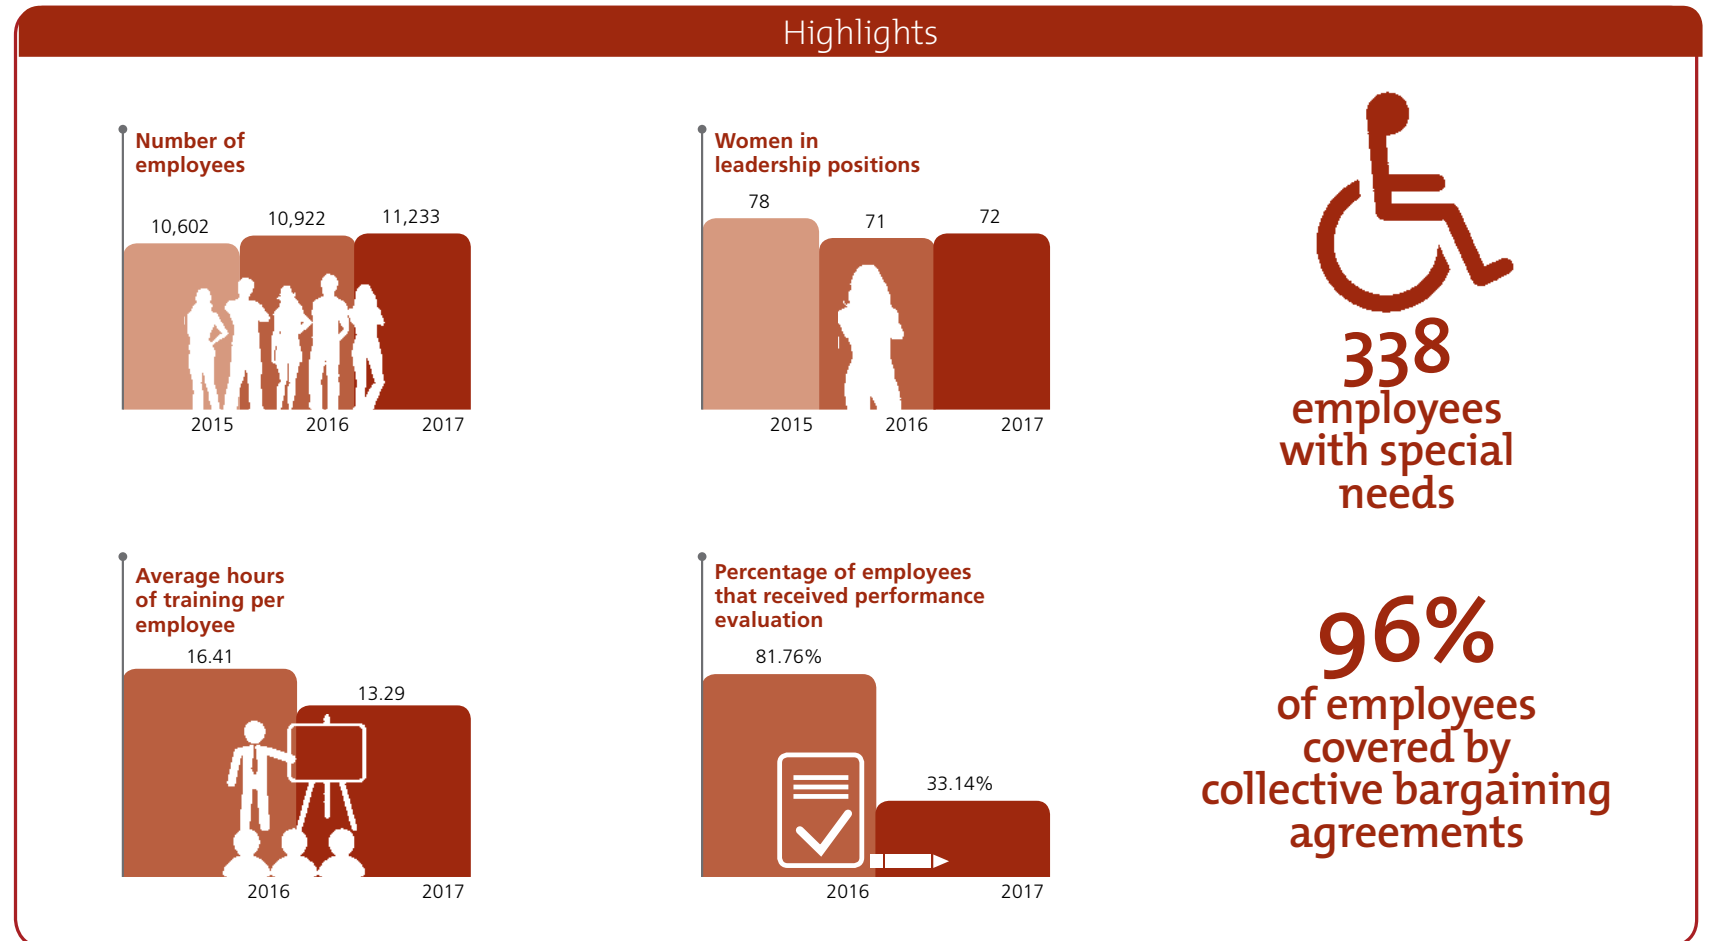 Highlights
Number of
employees
10,602
10,922
11,233
2015
2016
2017
Women in
leadership positions
78
71
72
2015
2016
2017
338
employees
with special
needs
Average hours
of training per
employee
16.41
13.29
2016
2017
Percentage of employees
that received performance
evaluation
81.76%
33.14%
2016
2017
96%
of employees
covered by
collective bargaining
agreements